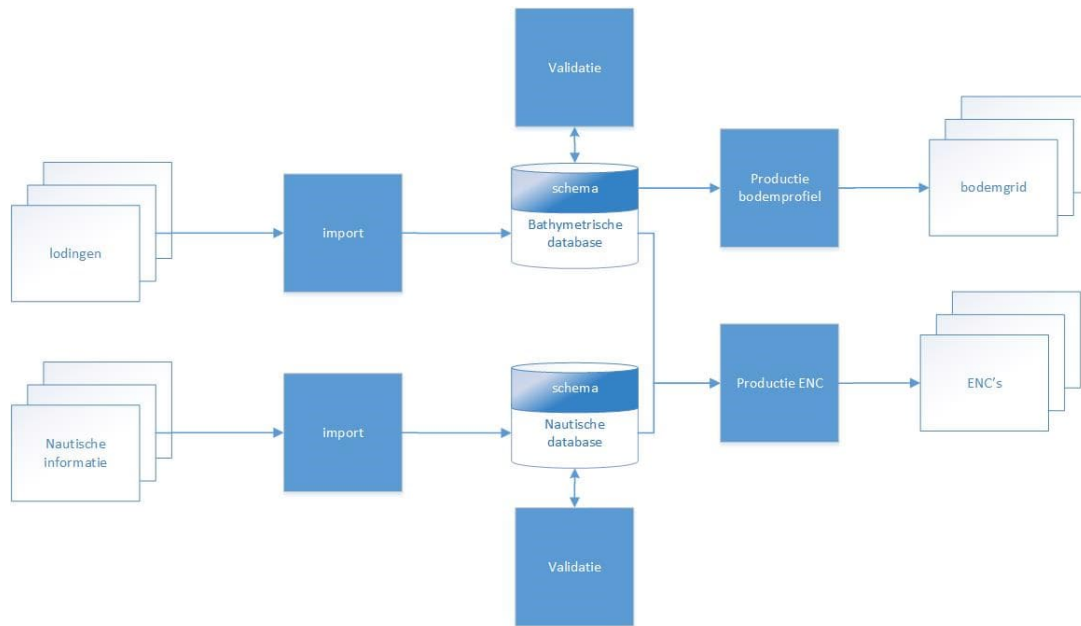 Validatie
lodingen
import
schema
Bathymetrische
database
Productie
bodemprofiel
bodemgrid
Nautische
informatie
import
schema
Nautische
database
Productie ENC
ENC's
Validatie